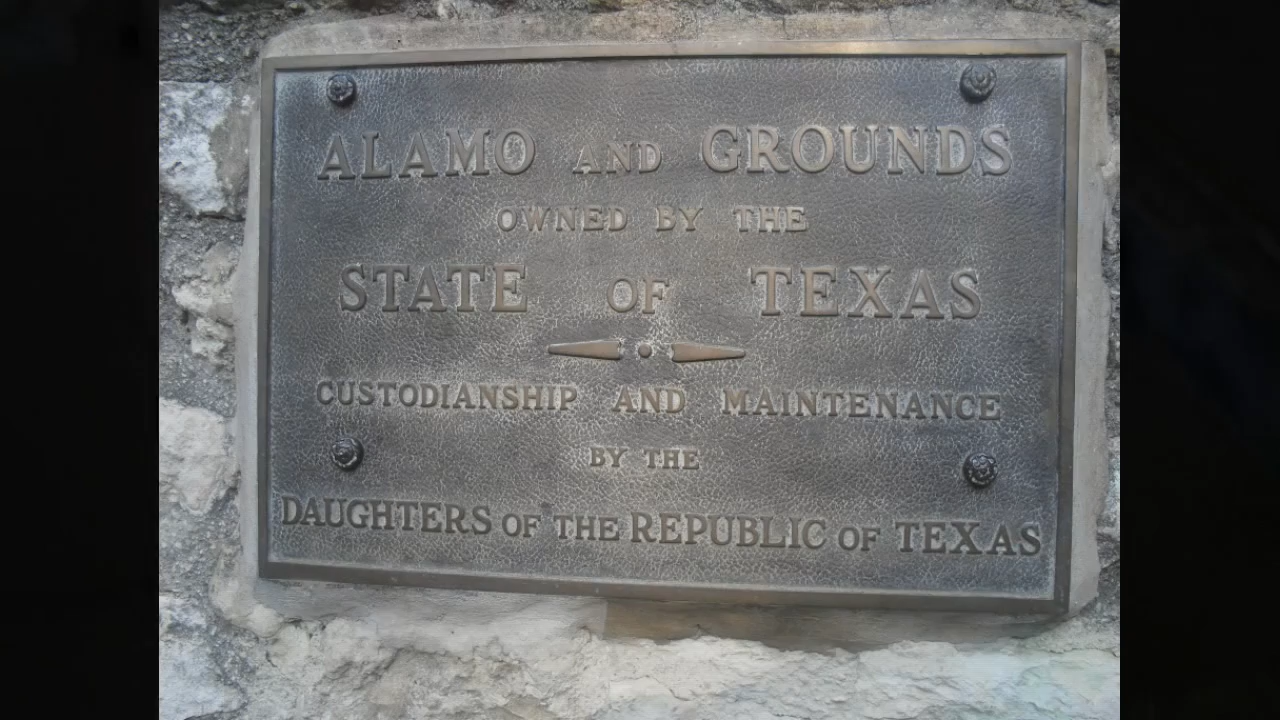 ALAMO AND GROUNDS
OWNED BY THE
STATE OF TEXAS
CUSTODIANSHIP AND MAINTENANCE
BY THE
DAUGHTERS OF THE REPUBLIC OF TEXAS